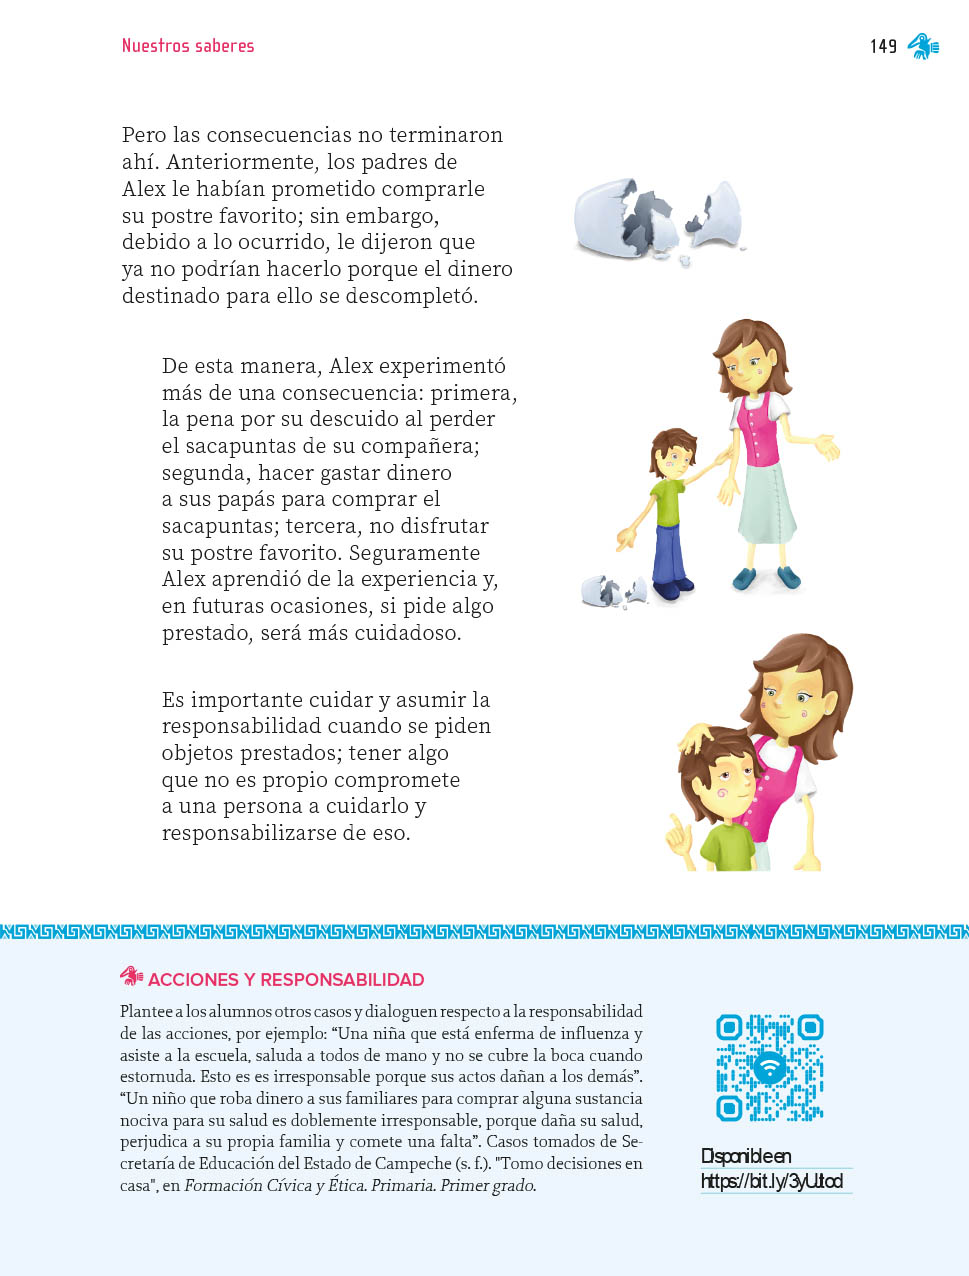 Nuestros saberes
149
Pero las consecuencias no terminaron
ahí. Anteriormente, los padres de
Alex le habían prometido comprarle
su postre favorito; sin embargo,
debido a lo ocurrido, le dijeron que
ya no podrían hacerlo porque el dinero
destinado para ello se descompletó.
De esta manera, Alex experimentó
más de una consecuencia: primera,
la pena por su descuido al perder
el sacapuntas de su compañera;
segunda, hacer gastar dinero
a sus papás para comprar el
sacapuntas; tercera, no disfrutar
su postre favorito. Seguramente
Alex aprendió de la experiencia y,
en futuras ocasiones, si pide algo
prestado, será más cuidadoso.
Es importante cuidar y asumir la
responsabilidad cuando se piden
objetos prestados; tener algo
que no es propio compromete
a una persona a cuidarlo y
responsabilizarse de eso.
ACCIONES Y RESPONSABILIDAD
Plantee a los alumnos otros casos y dialoguen respecto a la responsabilidad
de las acciones, por ejemplo: “Una niña que está enferma de influenza y
asiste a la escuela, saluda a todos de mano y no se cubre la boca cuando
estornuda. Esto es es irresponsable porque sus actos dañan a los demás”.
“Un niño que roba dinero a sus familiares para comprar alguna sustancia
nociva para su salud es doblemente irresponsable, porque daña su salud,
perjudica a su propia familia y comete una falta”. Casos tomados de Se-
cretaría de Educación del Estado de Campeche (s. f.). "Tomo decisiones en
casa", en Formación Cívica y Ética. Primaria. Primer grado.
Disponible en